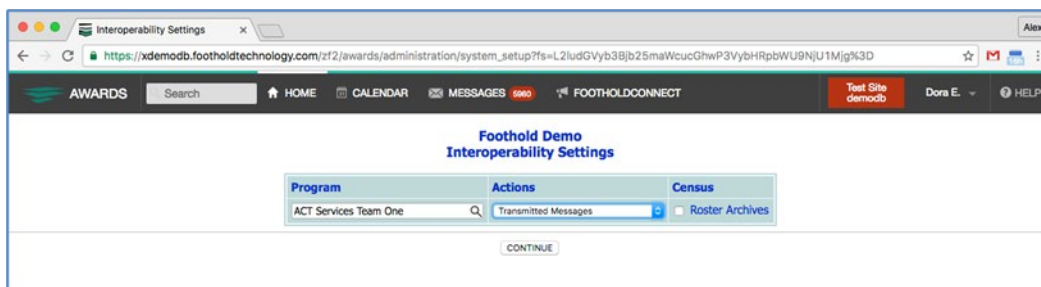 Interoperability Settings
Alex
https://xdemodb.footholdtechnology.com/zf2/awards/administration/system_setup?fs=L2ludGVyb3Bjb25maWcucGhwP3VybHRpbWU9NjU1Mjg%3D
AWARDS Search HOME CALENDAR MESSAGES 5960 FOOTHOLDCONNECT Test Site demodb Dora E. HELP
Foothold Demo
Interoperability Settings
Program Actions Census
ACT Services Team One Transmitted Messages Roster Archives
CONTINUE